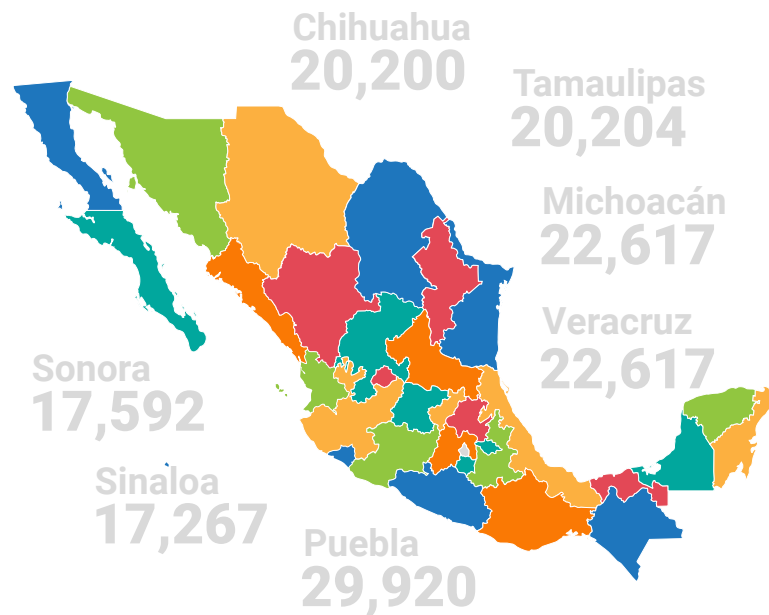 Chihuahua
20,200
Tamaulipas
20,204
Michoacán
22,617
Veracruz
22,617
Sonora
17,592
Sinaloa
17,267
Puebla
29,920